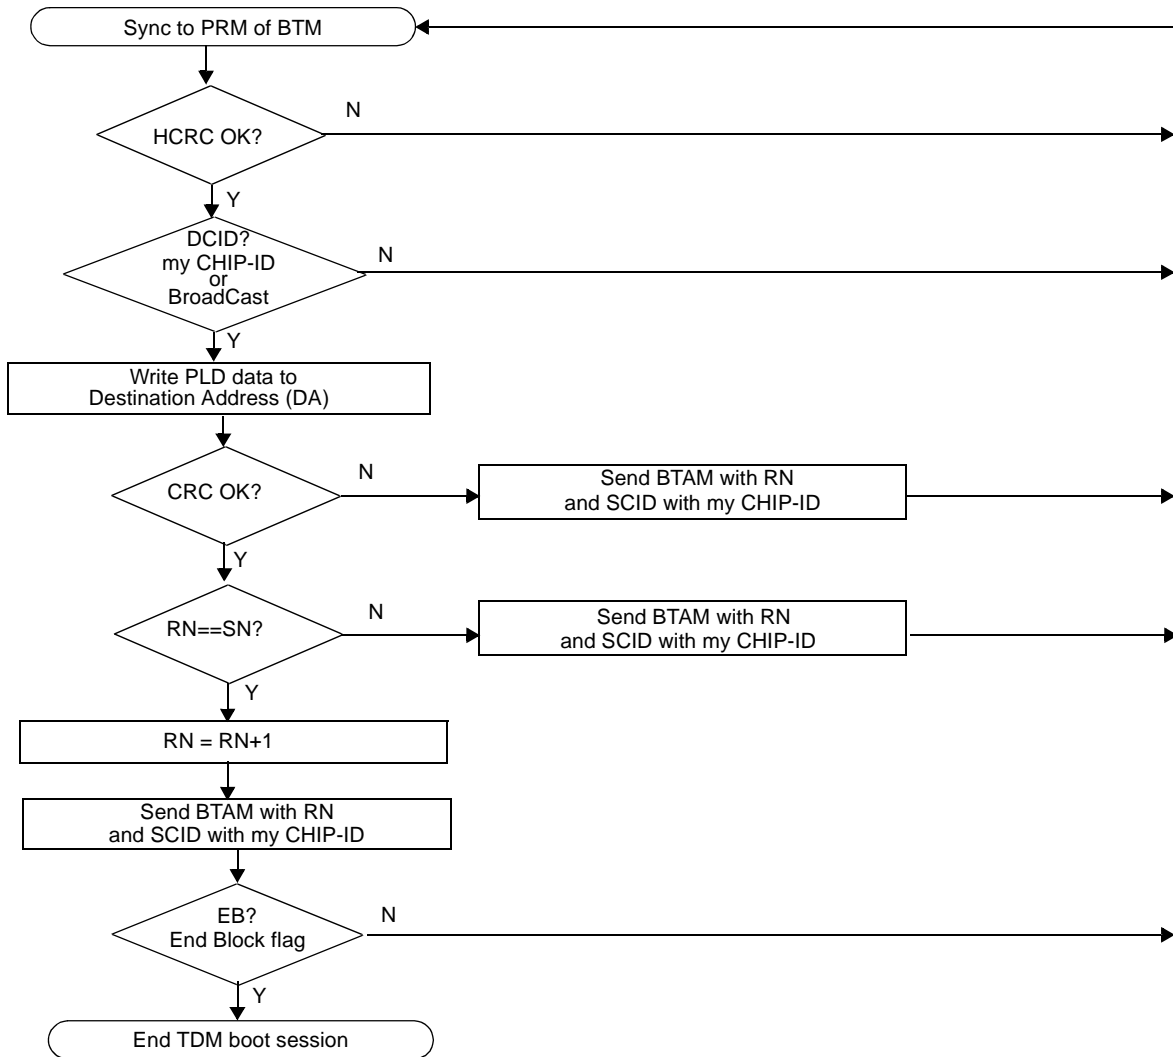 Sync to PRM of BTM
N
HCRC OK?
Y
DCID?
my CHIP-ID
or
BroadCast
N
Y
Write PLD data to
Destination Address (DA)
CRC OK?
N
Send BTAM with RN
and SCID with my CHIP-ID
Y
RN==SN?
N
Send BTAM with RN
and SCID with my CHIP-ID
Y
RN = RN+1
Send BTAM with RN
and SCID with my CHIP-ID
EB?
End Block flag
N
Y
End TDM boot session